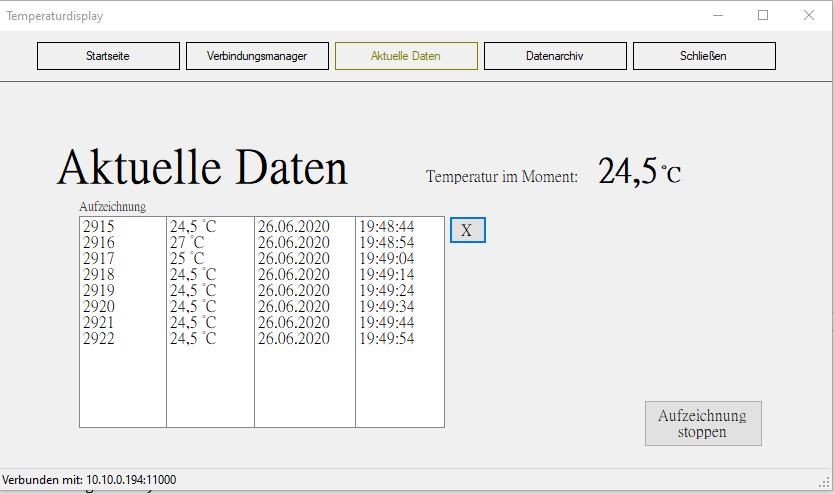 Temperaturdisplay
Startseite Verbindungsmanager Aktuelle Daten Datenarchiv Schließen
Aktuelle Daten
Temperatur im Moment: 24,5 °C
Aufzeichnung
2915 24,5 °C 26.06.2020 19:48:44
2916 27 °C 26.06.2020 19:48:54
2917 25 °C 26.06.2020 19:49:04
2918 24,5 °C 26.06.2020 19:49:14
2919 24,5 °C 26.06.2020 19:49:24
2920 24,5 °C 26.06.2020 19:49:34
2921 24,5 °C 26.06.2020 19:49:44
2922 24,5 °C 26.06.2020 19:49:54
X
Aufzeichnung
stoppen
Verbunden mit: 10.10.0.194:11000